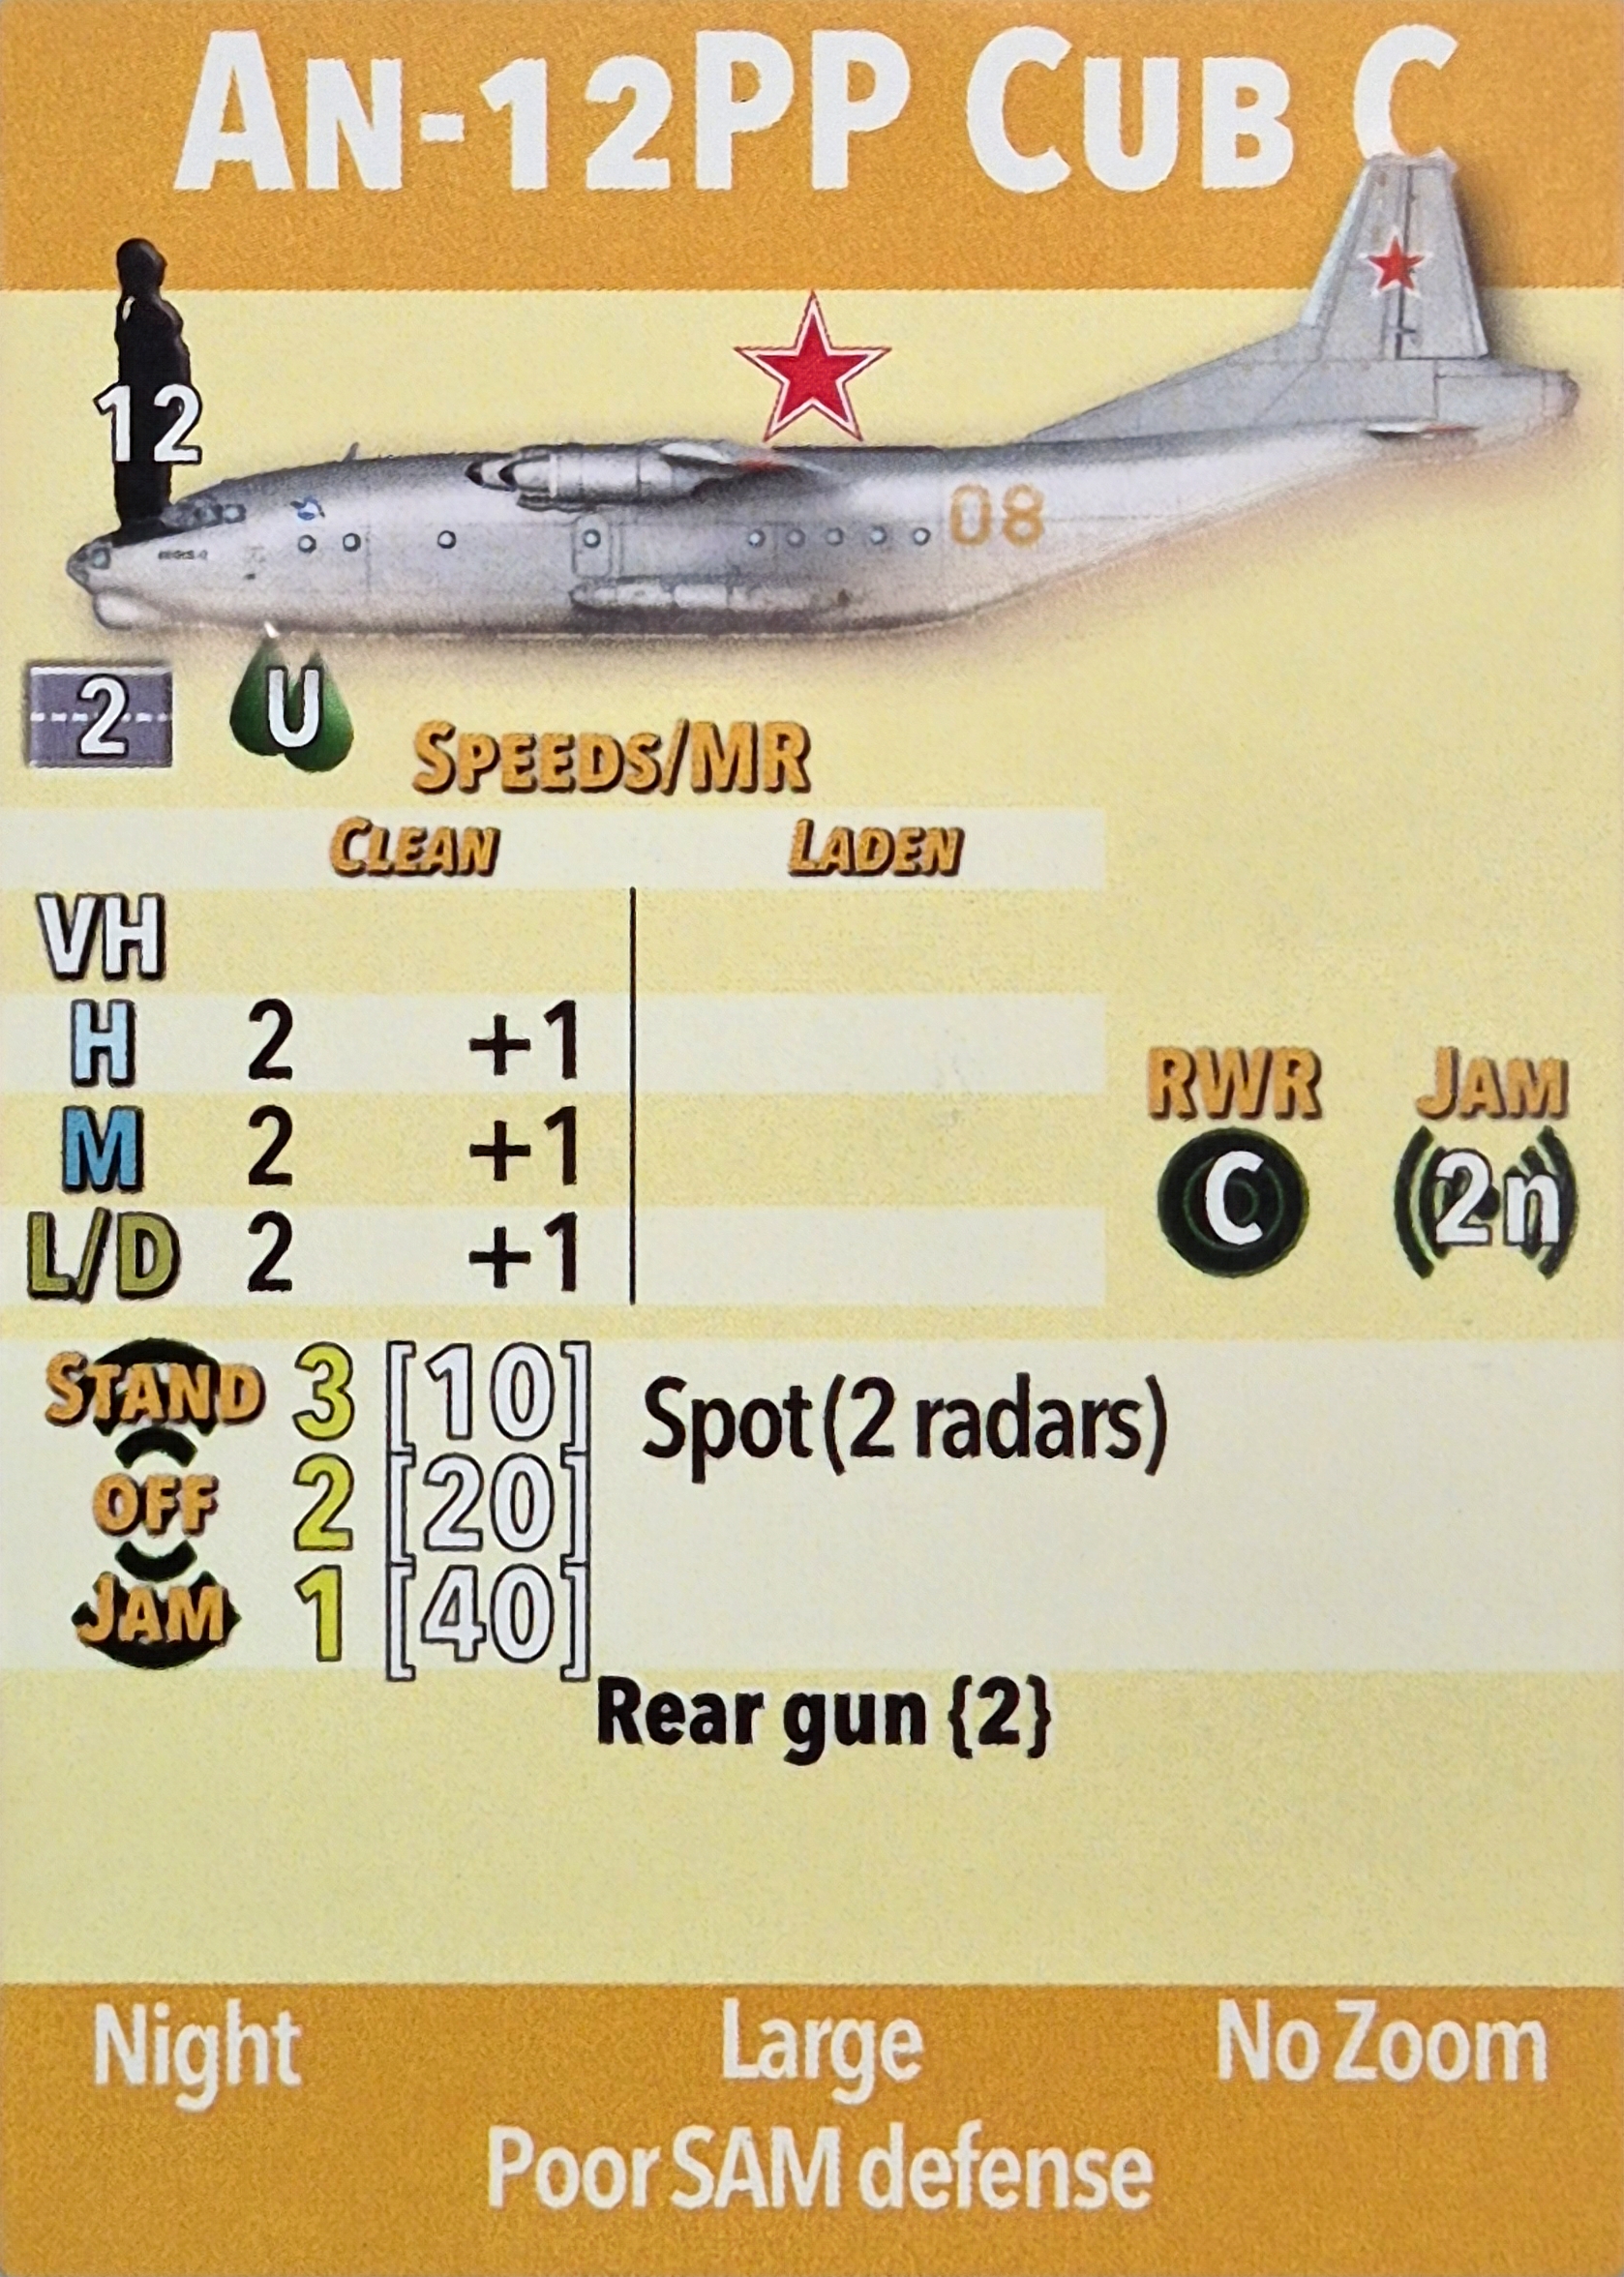 An-12PP Cub C
12
08
2 U
Speeds/MR
Clean Laden
VH
H 2 +1
M 2 +1
L/D 2 +1
RWR Jam
C 2n
Stand 3 [10] Spot (2 radars)
off 2 [20]
Jam 1 [40]
Rear gun {2}
Night Large No Zoom
Poor SAM defense